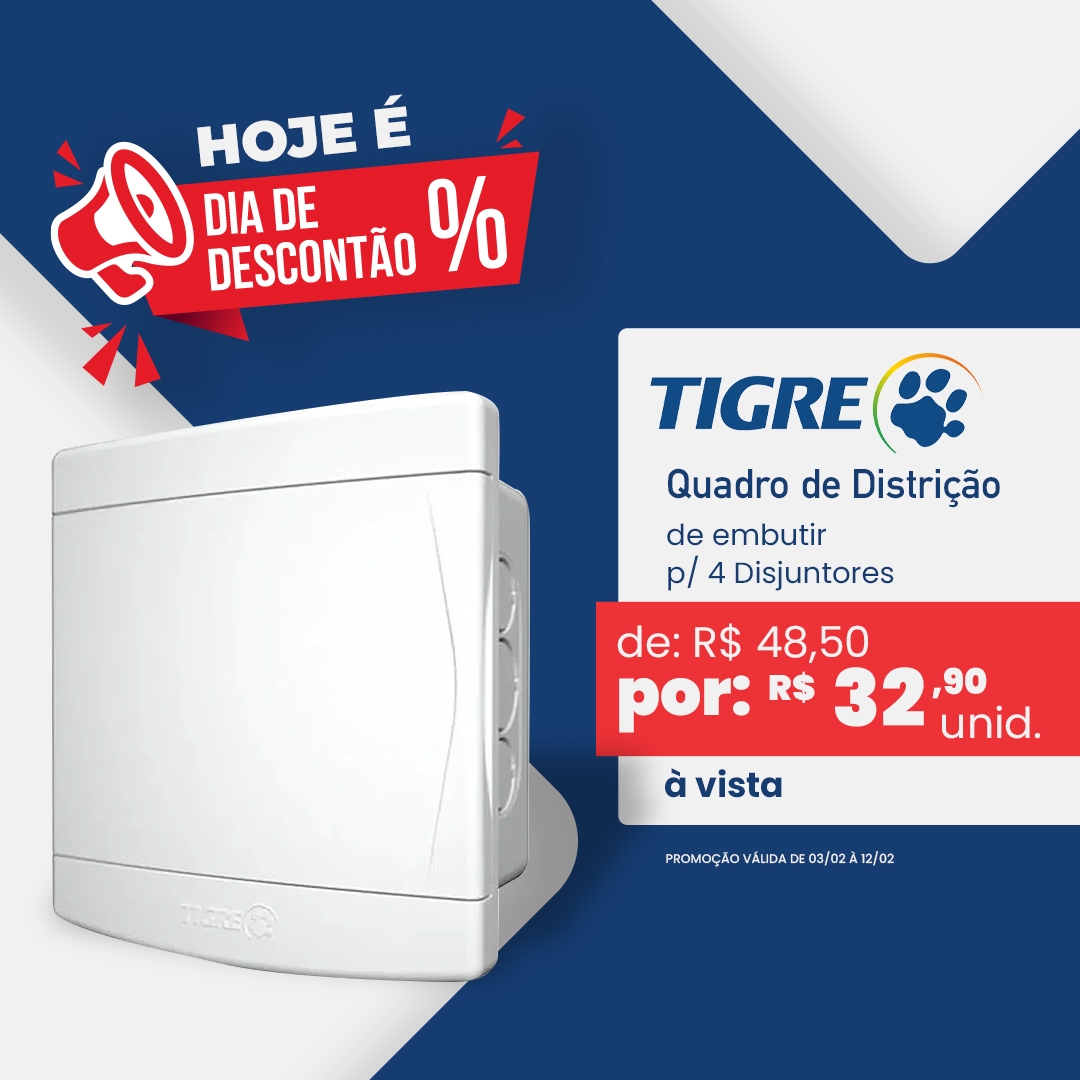 HOJE É
DIA DE
DESCONTÃO %
TIGRE
Quadro de Distrição
de embutir
p/ 4 Disjuntores
de: R$ 48,50
por: R$ 32,90
unid.
à vista
PROMOÇÃO VÁLIDA DE 03/02 À 12/02
TIGRE